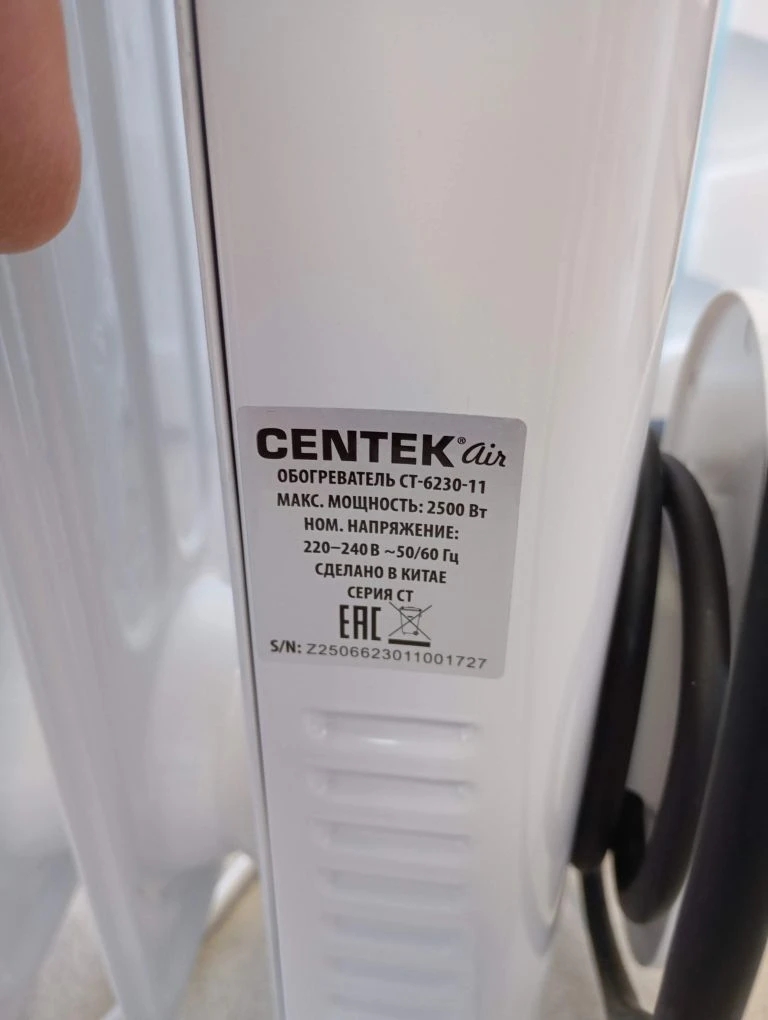 CENTEK® air
ОБОГРЕВАТЕЛЬ CT-6230-11
МАКС. МОЩНОСТЬ: 2500 Вт
НОМ. НАПРЯЖЕНИЕ:
220–240 В ~50/60 Гц
СДЕЛАНО В КИТАЕ
СЕРИЯ СТ
EAC
S/N: Z2506623011001727